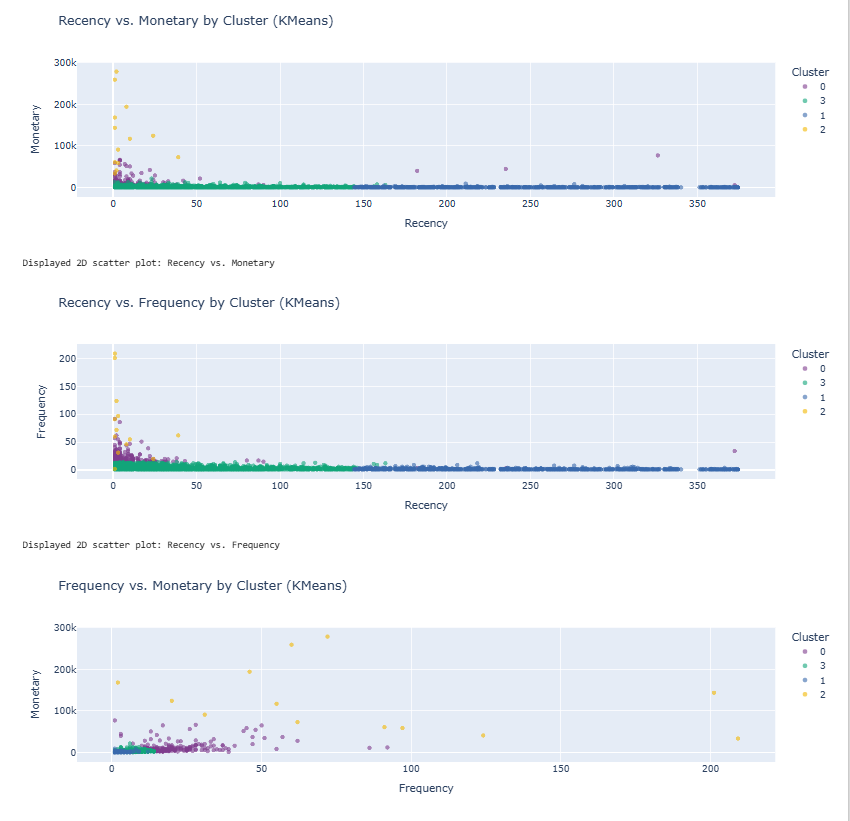 Recency vs. Monetary by Cluster (KMeans)
Cluster
0
3
1
2
300k
200k
100k
0
Monetary
0 50 100 150 200 250 300 350
Recency
Displayed 2D scatter plot: Recency vs. Monetary
Recency vs. Frequency by Cluster (KMeans)
Cluster
0
3
1
2
200
150
100
50
0
Frequency
0 50 100 150 200 250 300 350
Recency
Displayed 2D scatter plot: Recency vs. Frequency
Frequency vs. Monetary by Cluster (KMeans)
Cluster
0
3
1
2
300k
200k
100k
0
Monetary
0 50 100 150 200
Frequency